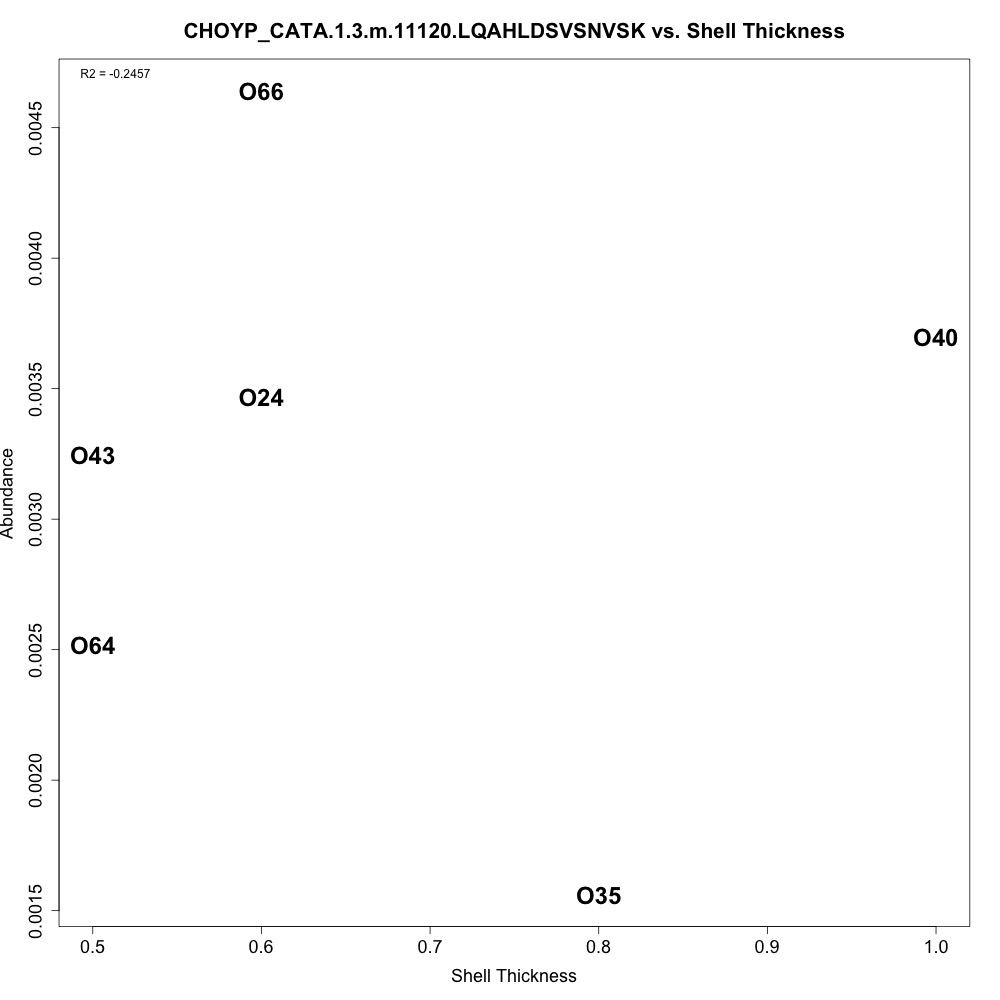 CHOYP_CATA.1.3.m.11120.LQAHLDSVSNVSK vs. Shell Thickness
R2 = -0.2457
O66
O40
O24
O43
O64
O35
Abundance
0.0045
0.0040
0.0035
0.0030
0.0025
0.0020
0.0015
0.5 0.6 0.7 0.8 0.9 1.0
Shell Thickness